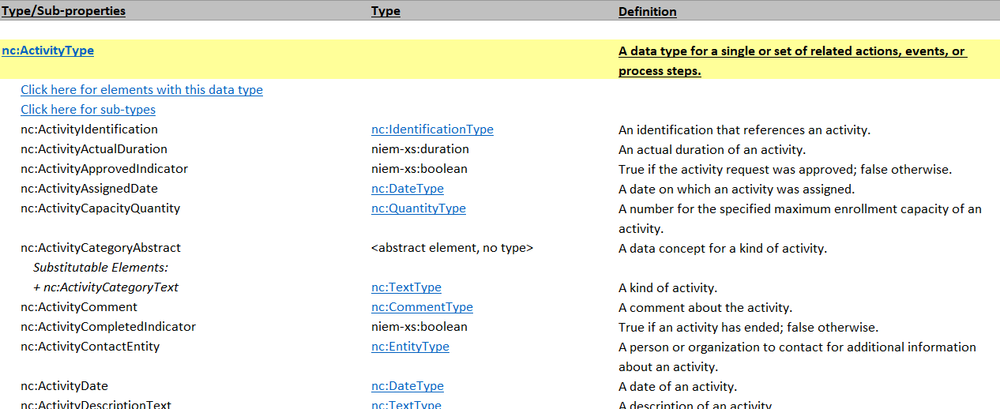 Type/Sub-properties Type Definition
nc:ActivityType A data type for a single or set of related actions, events, or
process steps.
Click here for elements with this data type
Click here for sub-types
nc:ActivityIdentification nc:IdentificationType An identification that references an activity.
nc:ActivityActualDuration niem-xs:duration An actual duration of an activity.
nc:ActivityApprovedIndicator niem-xs:boolean True if the activity request was approved; false otherwise.
nc:ActivityAssignedDate nc:DateType A date on which an activity was assigned.
nc:ActivityCapacityQuantity nc:QuantityType A number for the specified maximum enrollment capacity of an
activity.
nc:ActivityCategoryAbstract <abstract element, no type> A data concept for a kind of activity.
Substitutable Elements:
+ nc:ActivityCategoryText nc:TextType A kind of activity.
nc:ActivityComment nc:CommentType A comment about the activity.
nc:ActivityCompletedIndicator niem-xs:boolean True if an activity has ended; false otherwise.
nc:ActivityContactEntity nc:EntityType A person or organization to contact for additional information
about an activity.
nc:ActivityDate nc:DateType A date of an activity.
nc:ActivityDescriptionText nc:TextType A description of an activity.